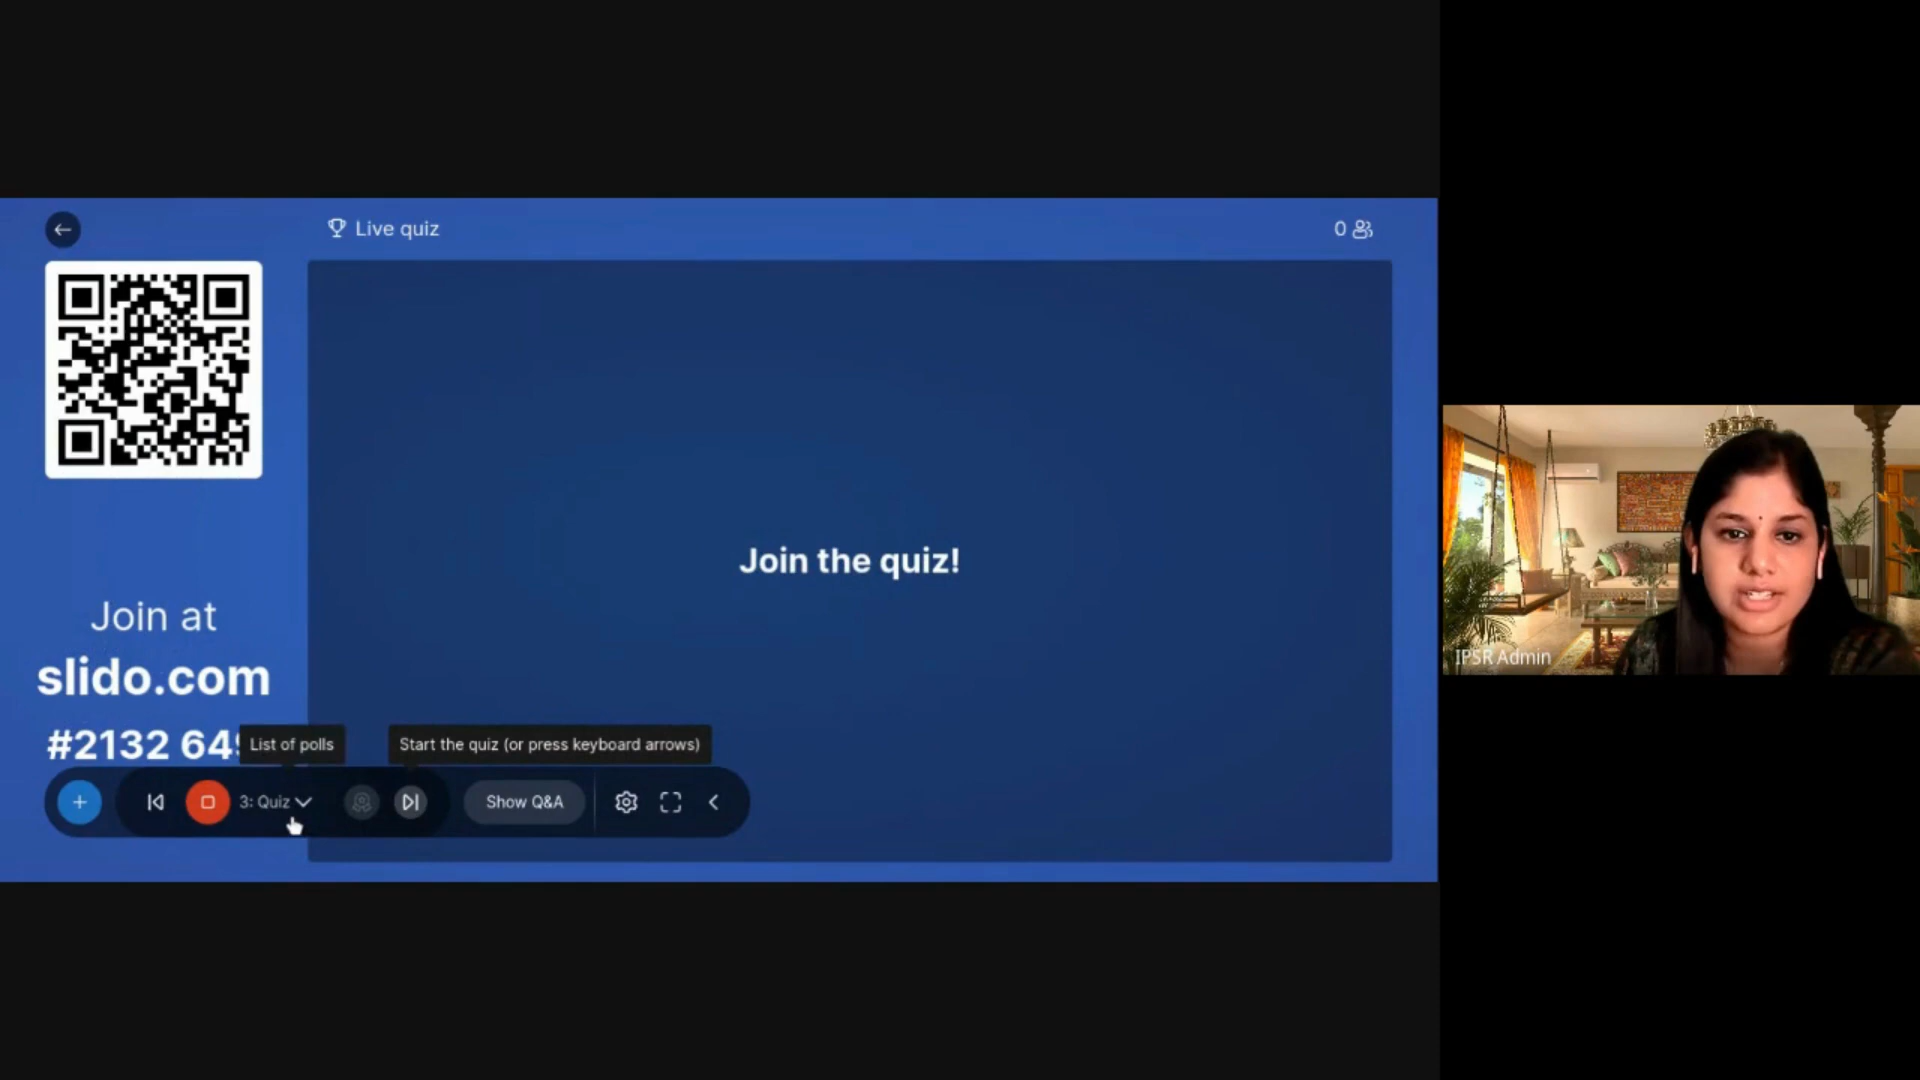 Live quiz
0
Join the quiz!
Join at
slido.com
#2132 64
List of polls
Start the quiz (or press keyboard arrows)
3: Quiz
Show Q&A
IPSR Admin